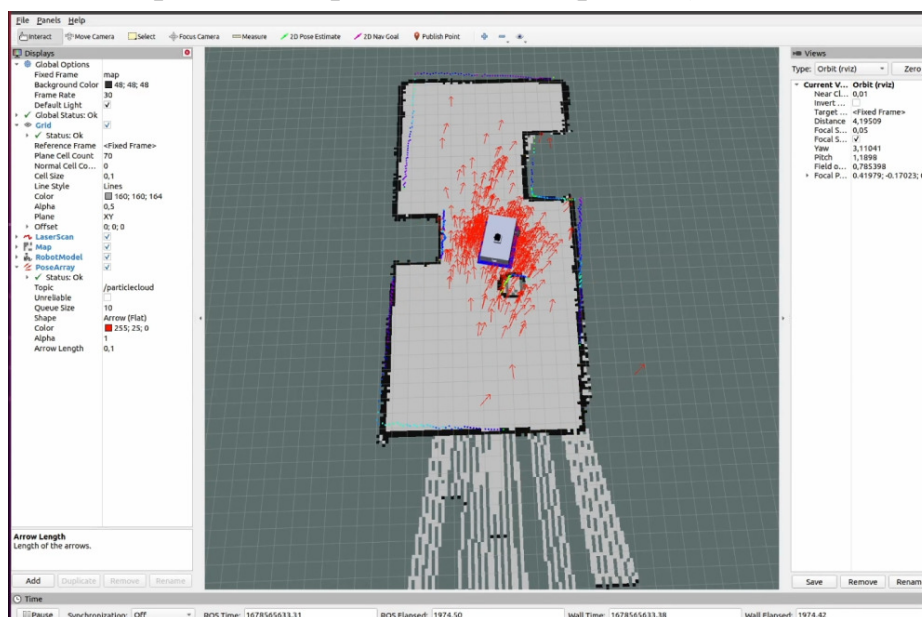 File Panels Help
Interact Move Camera Select Focus Camera Measure 2D Pose Estimate 2D Nav Goal Publish Point
Displays
Global Options
Fixed Frame map
Background Color 48; 48; 48
Frame Rate 30
Default Light
Global Status: Ok
Grid
Status: Ok
Reference Frame <Fixed Frame>
Plane Cell Count 70
Normal Cell Co... 0
Cell Size 0,1
Line Style Lines
Color 160; 160; 164
Alpha 0,5
Plane XY
Offset 0; 0; 0
LaserScan
Map
RobotModel
PoseArray
Status: Ok
Topic /particlecloud
Unreliable
Queue Size 10
Shape Arrow (Flat)
Color 255; 25; 0
Alpha 1
Arrow Length 0,1
Arrow Length
Length of the arrows.
Add Duplicate Remove Rename
Views
Type: Orbit (rviz) Zero
Current V... Orbit (rviz)
Near Cl... 0,01
Invert ...
Target ... <Fixed Frame>
Distance 4,19509
Focal S... 0,05
Focal S...
Yaw 3,11041
Pitch 1,1898
Field o... 0,785398
Focal P... 0.41979; -0.17023; 
Save Remove Renam
Time
Pause Synchronization: Off ROS Time: 1678565633.31 ROS Elapsed: 1974.50 Wall Time: 1678565633.38 Wall Elapsed: 1974.42